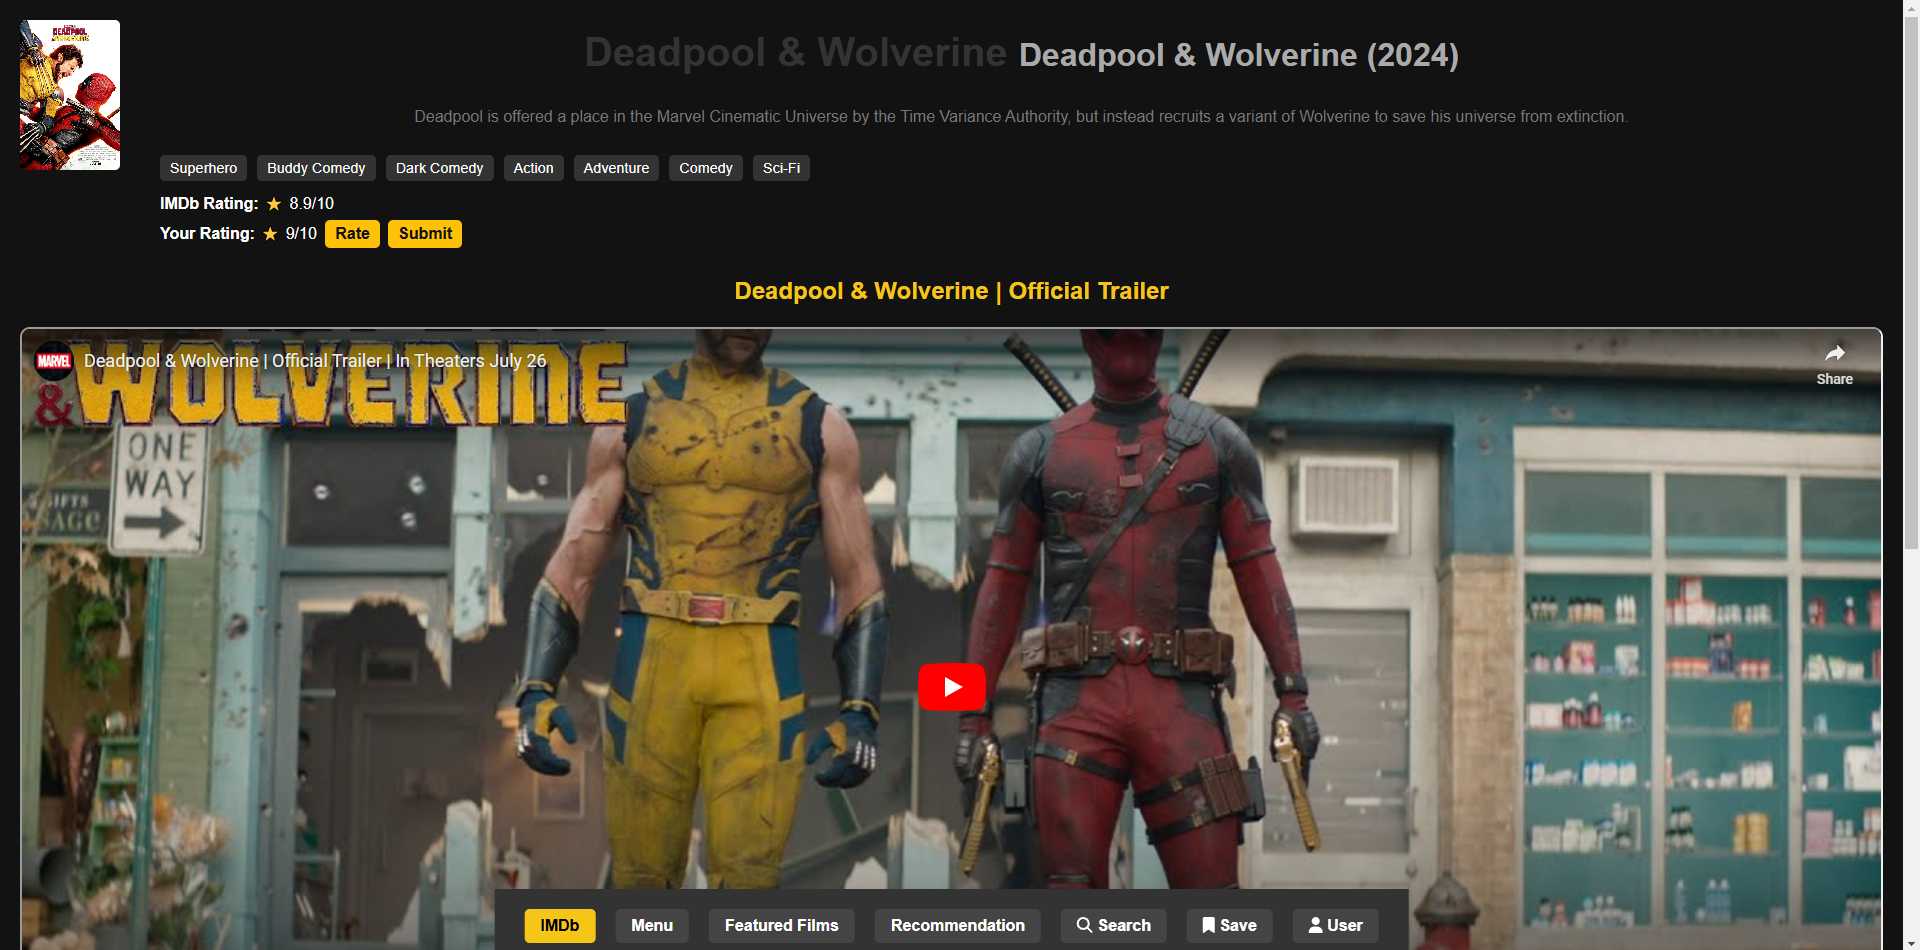 DEADPOOL
Deadpool & Wolverine Deadpool & Wolverine (2024)
Deadpool is offered a place in the Marvel Cinematic Universe by the Time Variance Authority, but instead recruits a variant of Wolverine to save his universe from extinction.
Superhero Buddy Comedy Dark Comedy Action Adventure Comedy Sci-Fi
IMDb Rating: ★ 8.9/10
Your Rating: ★ 9/10 Rate Submit
Deadpool & Wolverine | Official Trailer
MARVEL Deadpool & Wolverine | Official Trailer | In Theaters July 26
Share
& WOLVERINE
ONE
WAY
GIFTS
IMDb Menu Featured Films Recommendation Search Save User